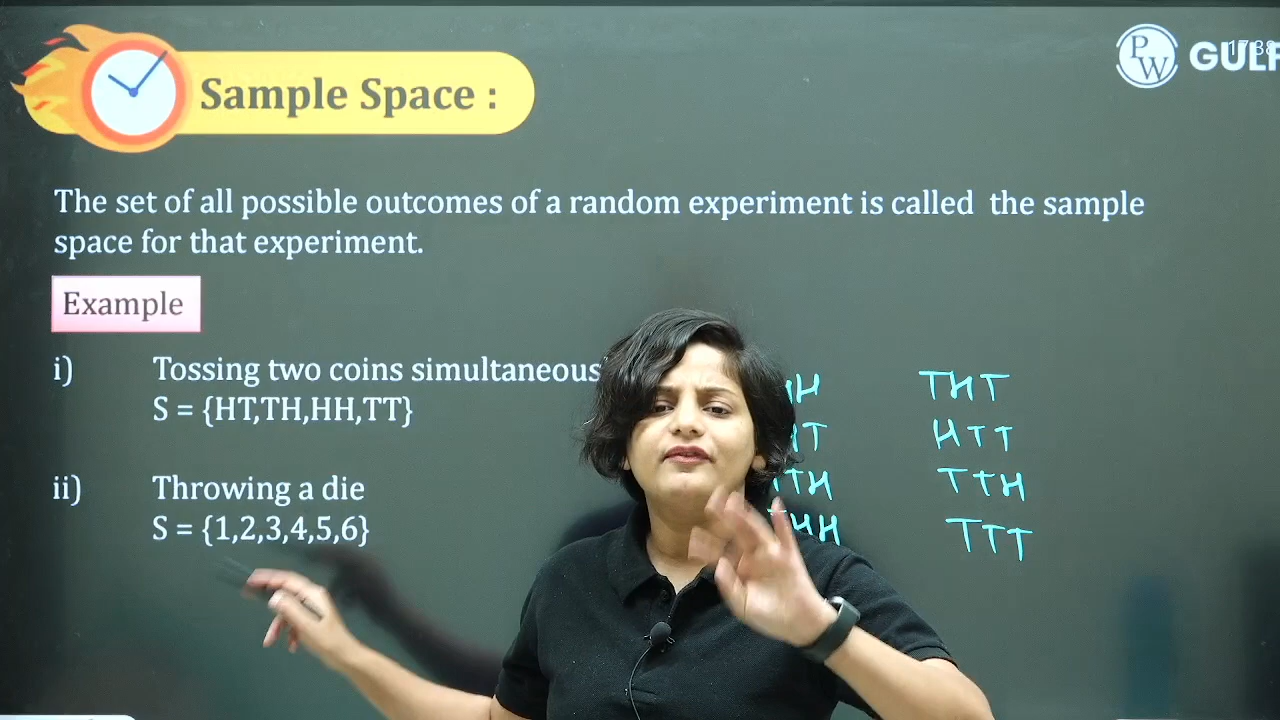 Sample Space :
PW GULF
17:38
The set of all possible outcomes of a random experiment is called the sample
space for that experiment.
Example
i) Tossing two coins simultaneous
S = {HT,TH,HH,TT}
ii) Throwing a die
S = {1,2,3,4,5,6}
THT
HTT
TTH
TTT